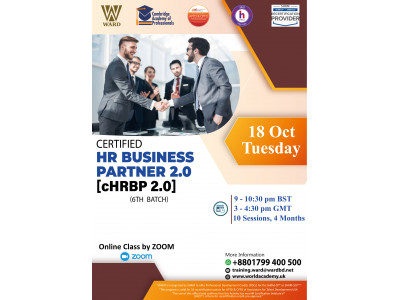 WARD
Cambridge
Academy of
Professionals
h
PROVIDER
18 Oct
Tuesday
CERTIFIED
HR BUSINESS
PARTNER 2.0
[cHRBP 2.0]
(6TH BATCH)
9 - 10:30 pm BST
3 - 4:30 pm GMT
10 Sessions, 4 Months
Online Class by ZOOM
zoom
More Information
+8801799 400 500
training.ward@wardbd.net
www.worldacademy.uk